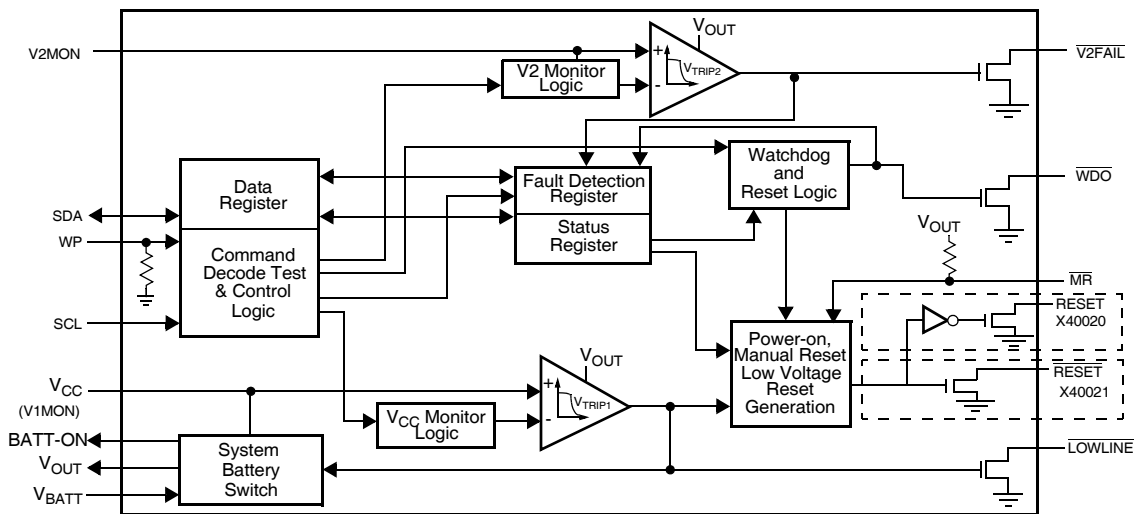 V2MON
V2 Monitor
Logic
+
-
VTRIP2
VOUT
V2FAIL
Data
Register
Fault Detection
Register
Status
Register
Watchdog
and
Reset Logic
WDO
SDA
WP
Command
Decode Test
& Control
Logic
SCL
VOUT
MR
RESET
X40020
Power-on,
Manual Reset
Low Voltage
Reset
Generation
RESET
X40021
VCC
(V1MON)
VCC Monitor
Logic
+
-
VTRIP1
VOUT
BATT-ON
VOUT
VBATT
System
Battery
Switch
LOWLINE